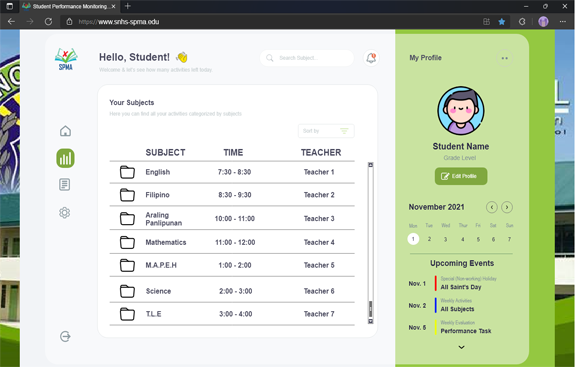 Student Performance Monitoring...
https://www.snhs-spma.edu
SPMA
Hello, Student!
Welcome & let's see how many activities left today
Search Subject..
Your Subjects
Here you can find all your activities categorized by subjects
Sort by
SUBJECT TIME TEACHER
English 7:30 - 8:30 Teacher 1
Filipino 8:30 - 9:30 Teacher 2
Araling
Panlipunan 10:00 - 11:00 Teacher 3
Mathematics 11:00 - 12:00 Teacher 4
M.A.P.E.H 1:00 - 2:00 Teacher 5
Science 2:00 - 3:00 Teacher 6
T.L.E 3:00 - 4:00 Teacher 7
My Profile
Student Name
Grade Level
Edit Profile
November 2021
Mon Tue Wed Thu Fri Sat Sun
1 2 3 4 5 6 7
Upcoming Events
Special (Non-working) Holiday
Nov. 1 All Saint's Day
Weekly Activities
Nov. 2 All Subjects
Weekly Evaluation
Nov. 5 Performance Task